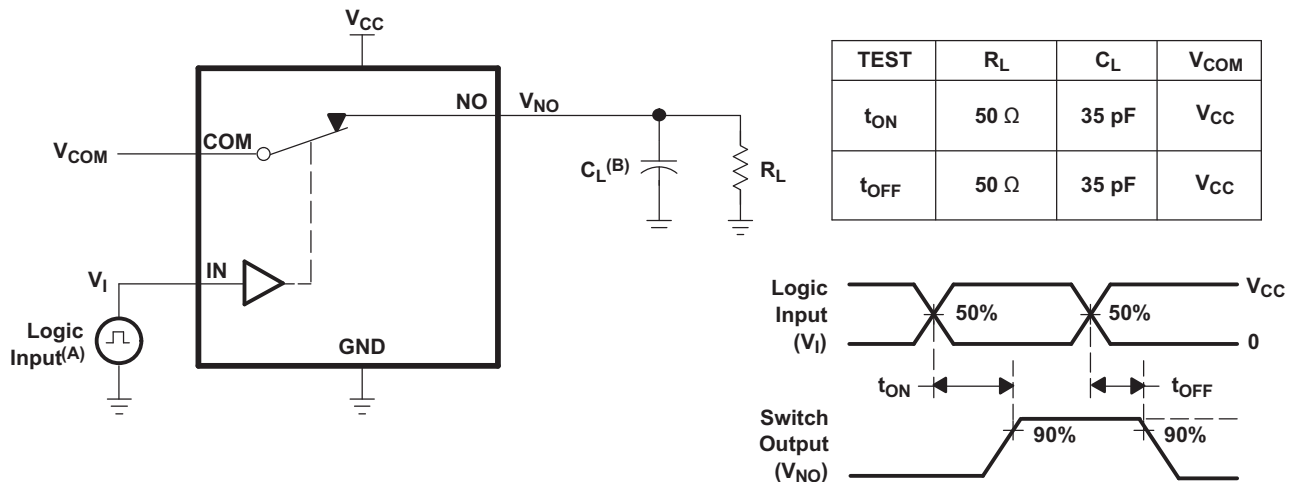 V_CC
NO
V_NO
COM
V_COM
C_L(B)
R_L
V_I
IN
Logic
Input(A)
GND
TEST R_L C_L V_COM
t_ON 50 Ω 35 pF V_CC
t_OFF 50 Ω 35 pF V_CC
Logic
Input
(V_I)
50%
50%
V_CC
0
t_ON
t_OFF
Switch
Output
(V_NO)
90%
90%